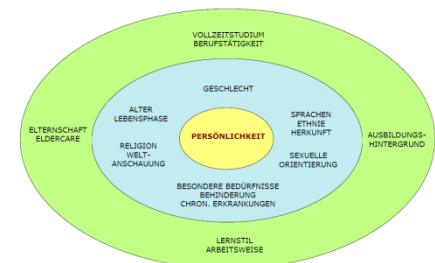 VOLLZEITSTUDIUM
BERUFSTÄTIGKEIT
GESCHLECHT
ALTER
LEBENSPHASE
SPRACHEN
ETHNIE
HERKUNFT
ELTERNSCHAFT
ELDERCARE
PERSÖNLICHKEIT
AUSBILDUNGS-
HINTERGRUND
RELIGION
WELT-
ANSCHAUUNG
SEXUELLE
ORIENTIERUNG
BESONDERE BEDÜRFNISSE
BEHINDERUNG
CHRON. ERKRANKUNGEN
LERNSTIL
ARBEITSWEISE